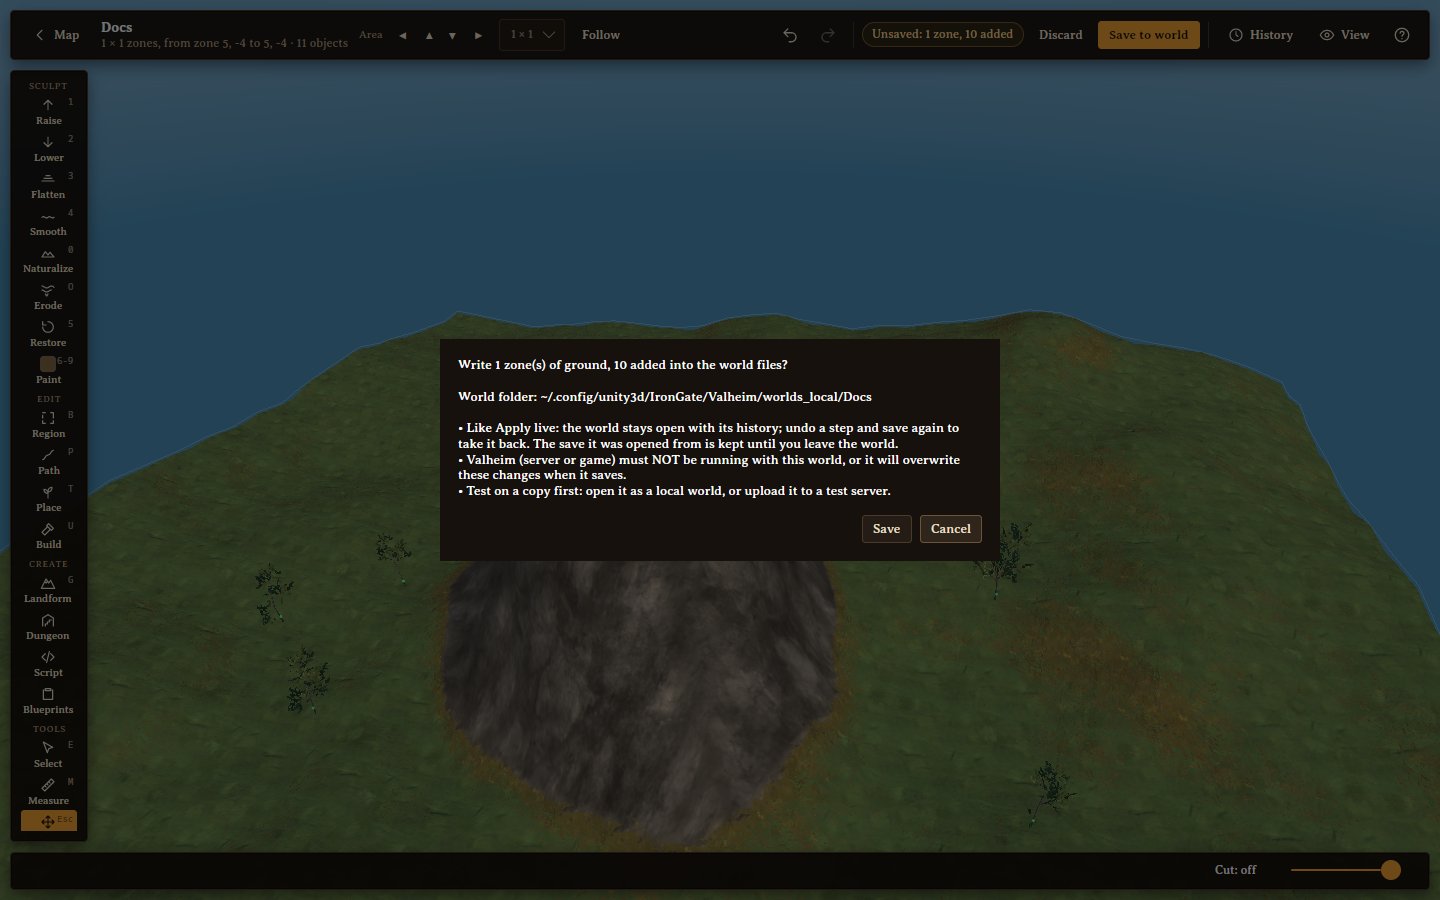 Map
Docs
1 × 1 zones, from zone 5, -4 to 5, -4 · 11 objects
Area
1 × 1
Follow
Unsaved: 1 zone, 10 added
Discard
Save to world
History
View
SCULPT
1
Raise
2
Lower
3
Flatten
4
Smooth
0
Naturalize
O
Erode
5
Restore
6-9
Paint
EDIT
B
Region
P
Path
T
Place
U
Build
CREATE
G
Landform
Dungeon
Script
Blueprints
TOOLS
E
Select
M
Measure
Esc
Write 1 zone(s) of ground, 10 added into the world files?
World folder: ~/.config/unity3d/IronGate/Valheim/worlds_local/Docs
• Like Apply live: the world stays open with its history; undo a step and save again to
take it back. The save it was opened from is kept until you leave the world.
• Valheim (server or game) must NOT be running with this world, or it will overwrite
these changes when it saves.
• Test on a copy first: open it as a local world, or upload it to a test server.
Save
Cancel
Cut: off